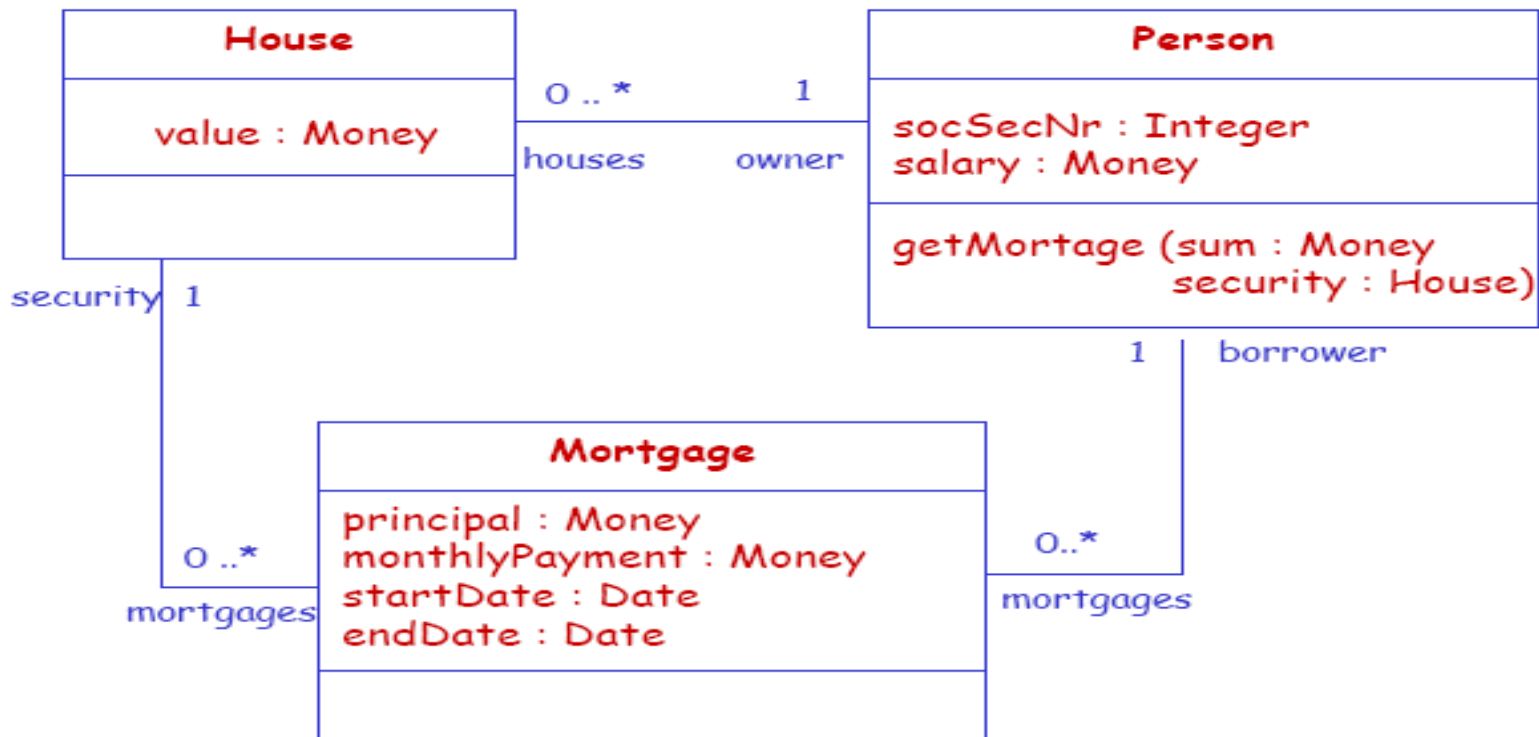 House
value : Money
0 .. *
1
houses
owner
Person
socSecNr : Integer
salary : Money
getMortage (sum : Money
security : House)
security
1
1
borrower
Mortgage
principal : Money
monthlyPayment : Money
startDate : Date
endDate : Date
0 ..*
mortgages
0..*
mortgages